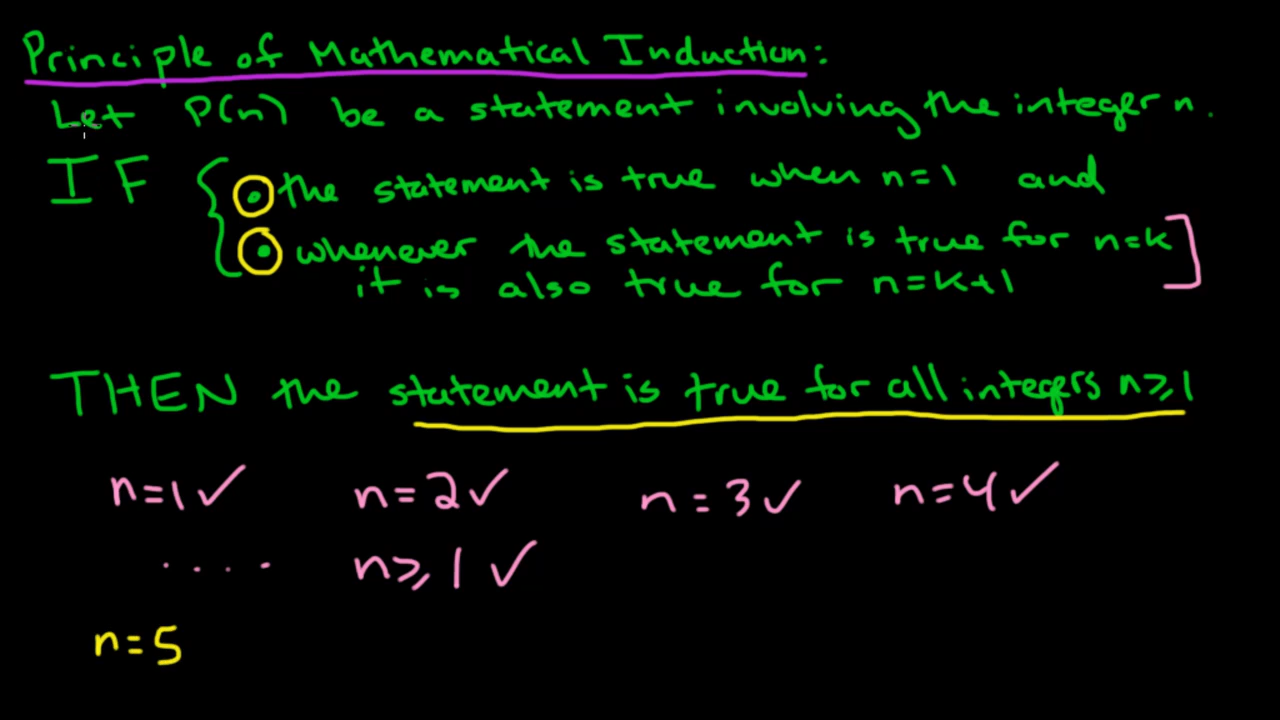 Principle of Mathematical Induction:
Let P(n) be a statement involving the integer n.
IF { • the statement is true when n=1 and
• whenever the statement is true for n=k ]
it is also true for n=k+1
THEN the statement is true for all integers n⩾1
n=1✓ n=2✓ n=3✓ n=4✓
.... n⩾1✓
n=5